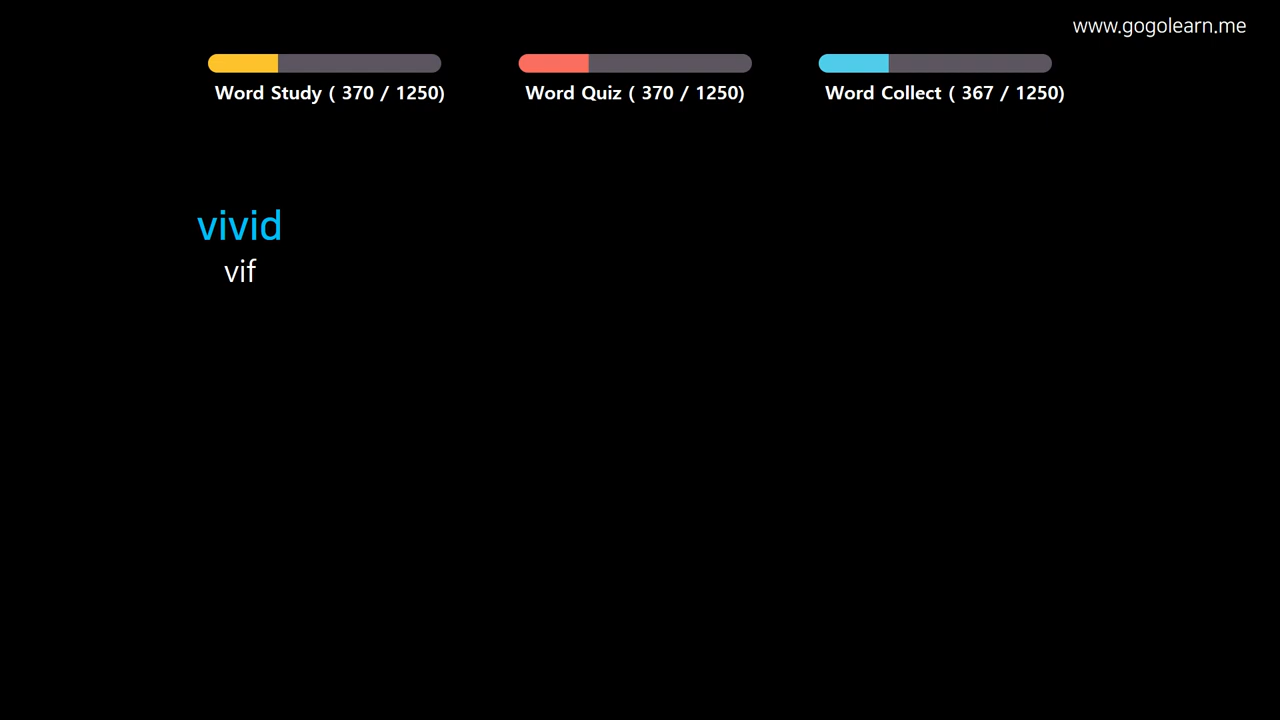 www.gogolearn.me
Word Study ( 370 / 1250)
Word Quiz ( 370 / 1250)
Word Collect ( 367 / 1250)
vivid
vif